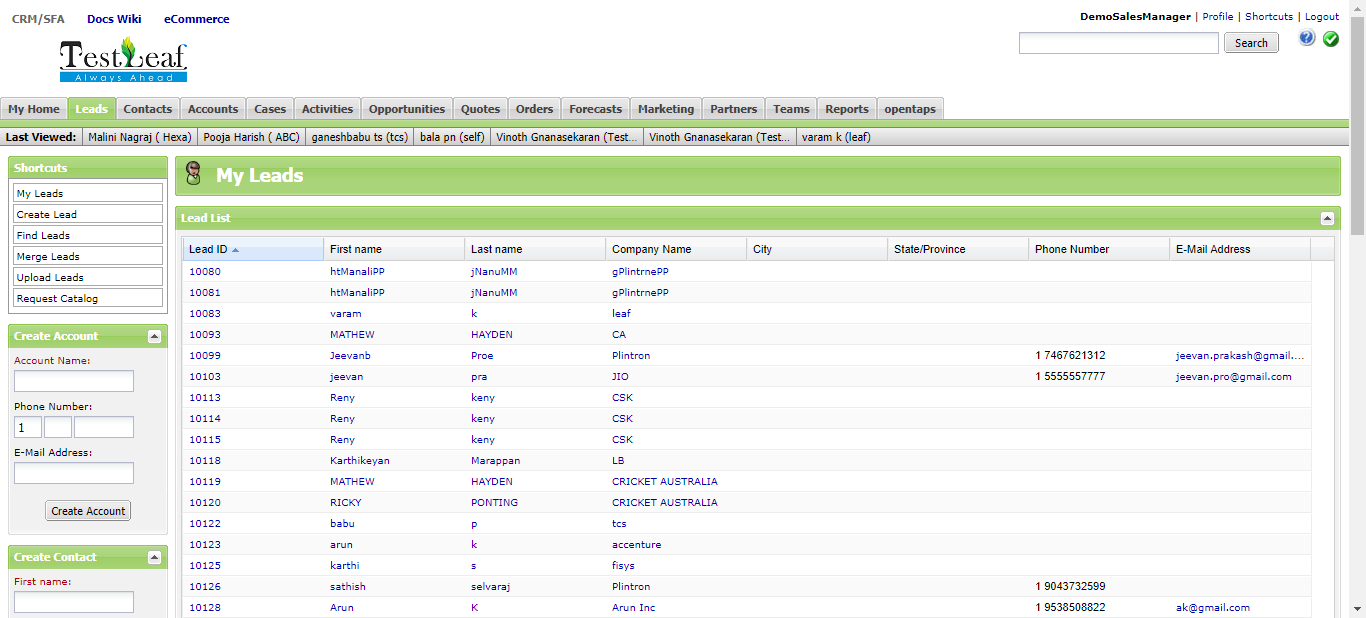 CRM/SFA Docs Wiki eCommerce
DemoSalesManager | Profile | Shortcuts | Logout
TestLeaf
Always Ahead
Search
My Home Leads Contacts Accounts Cases Activities Opportunities Quotes Orders Forecasts Marketing Partners Teams Reports opentaps
Last Viewed: Malini Nagraj ( Hexa) Pooja Harish ( ABC) ganeshbabu ts (tcs) bala pn (self) Vinoth Gnanasekaran (Test... Vinoth Gnanasekaran (Test... varam k (leaf)
Shortcuts
My Leads
Create Lead
Find Leads
Merge Leads
Upload Leads
Request Catalog
Create Account
Account Name:
Phone Number:
1
E-Mail Address:
Create Account
Create Contact
First name:
My Leads
Lead List
Lead ID First name Last name Company Name City State/Province Phone Number E-Mail Address
10080 htManaliPP jNanuMM gPlintrnePP
10081 htManaliPP jNanuMM gPlintrnePP
10083 varam k leaf
10093 MATHEW HAYDEN CA
10099 Jeevanb Proe Plintron 1 7467621312 jeevan.prakash@gmail....
10103 jeevan pra JIO 1 5555557777 jeevan.pro@gmail.com
10113 Reny keny CSK
10114 Reny keny CSK
10115 Reny keny CSK
10118 Karthikeyan Marappan LB
10119 MATHEW HAYDEN CRICKET AUSTRALIA
10120 RICKY PONTING CRICKET AUSTRALIA
10122 babu p tcs
10123 arun k accenture
10125 karthi s fisys
10126 sathish selvaraj Plintron 1 9043732599
10128 Arun K Arun Inc 1 9538508822 ak@gmail.com